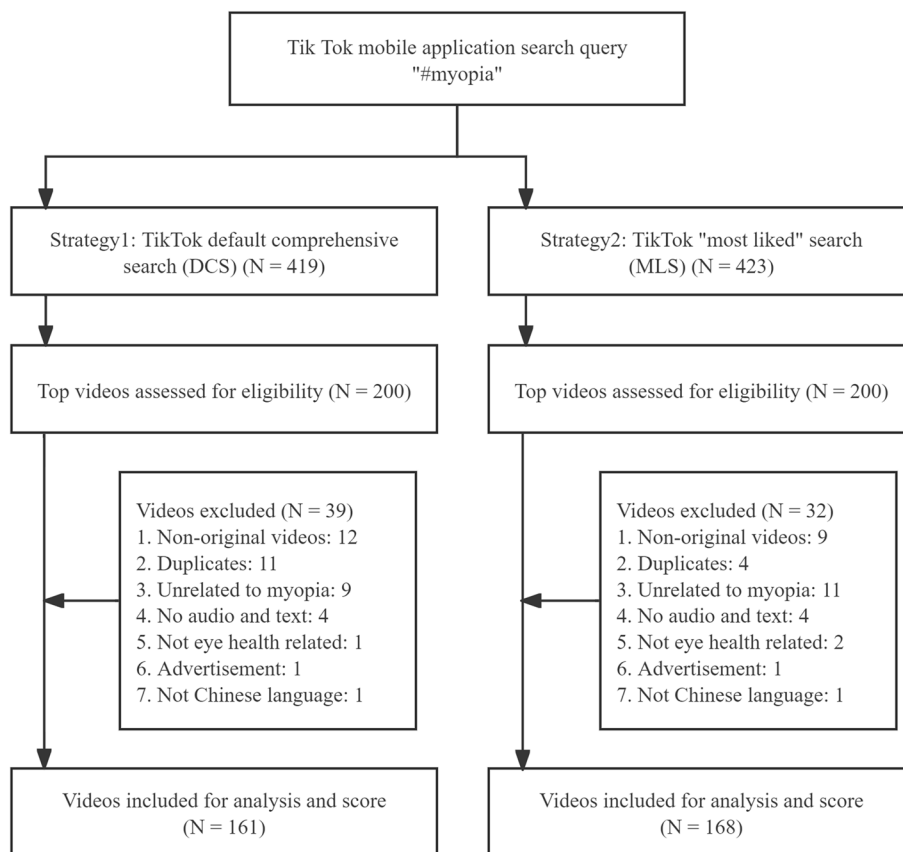 Tik Tok mobile application search query
"#myopia"
Strategy1: TikTok default comprehensive
search (DCS) (N = 419)
Strategy2: TikTok "most liked" search
(MLS) (N = 423)
Top videos assessed for eligibility (N = 200)
Top videos assessed for eligibility (N = 200)
Videos excluded (N = 39)
1. Non-original videos: 12
2. Duplicates: 11
3. Unrelated to myopia: 9
4. No audio and text: 4
5. Not eye health related: 1
6. Advertisement: 1
7. Not Chinese language: 1
Videos excluded (N = 32)
1. Non-original videos: 9
2. Duplicates: 4
3. Unrelated to myopia: 11
4. No audio and text: 4
5. Not eye health related: 2
6. Advertisement: 1
7. Not Chinese language: 1
Videos included for analysis and score
(N = 161)
Videos included for analysis and score
(N = 168)